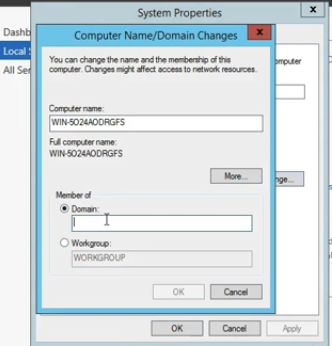 System Properties
x
Dashb
Computer Name/Domain Changes
x
Local S
All Ser
You can change the name and the membership of this
computer. Changes might affect access to network resources.
omputer
Computer name:
WIN-5O24AODRGFS
Full computer name:
WIN-5O24AODRGFS
More...
nge...
Member of
Domain:
Workgroup:
WORKGROUP
OK
Cancel
OK
Cancel
Apply